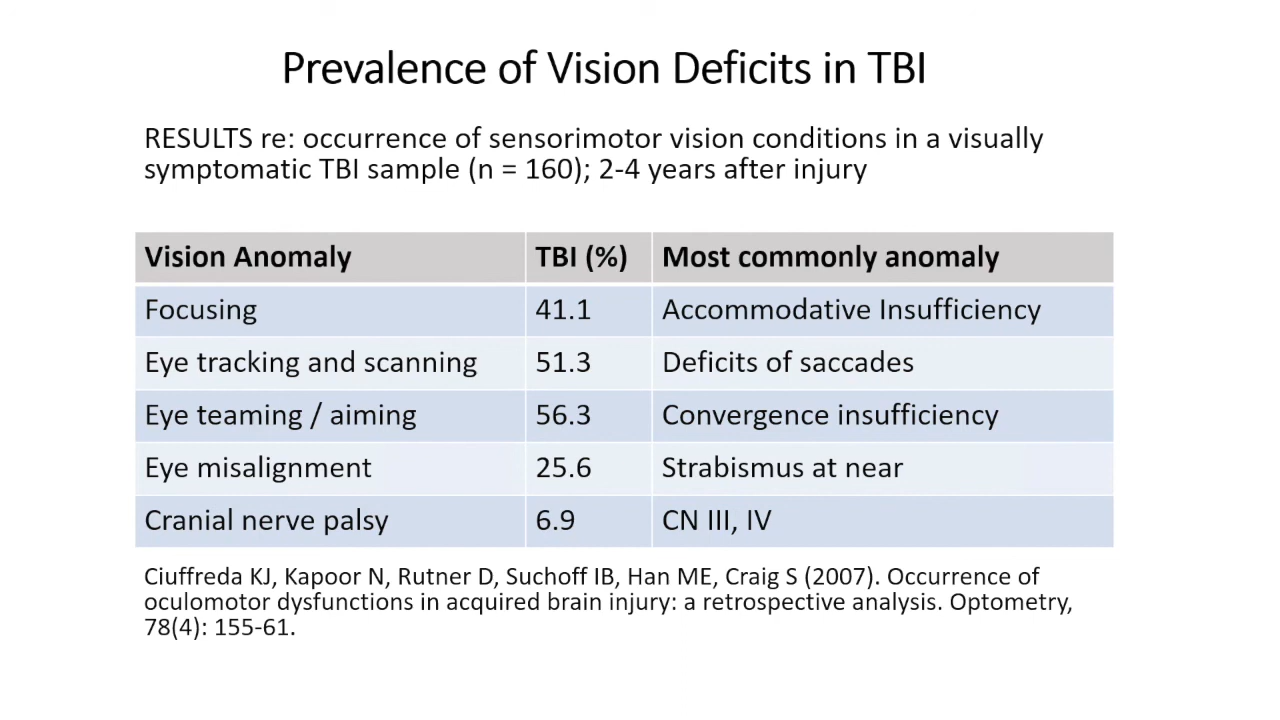 Prevalence of Vision Deficits in TBI
RESULTS re: occurrence of sensorimotor vision conditions in a visually
symptomatic TBI sample (n = 160); 2-4 years after injury
Vision Anomaly TBI (%) Most commonly anomaly
Focusing 41.1 Accommodative Insufficiency
Eye tracking and scanning 51.3 Deficits of saccades
Eye teaming / aiming 56.3 Convergence insufficiency
Eye misalignment 25.6 Strabismus at near
Cranial nerve palsy 6.9 CN III, IV
Ciuffreda KJ, Kapoor N, Rutner D, Suchoff IB, Han ME, Craig S (2007). Occurrence of
oculomotor dysfunctions in acquired brain injury: a retrospective analysis. Optometry,
78(4): 155-61.